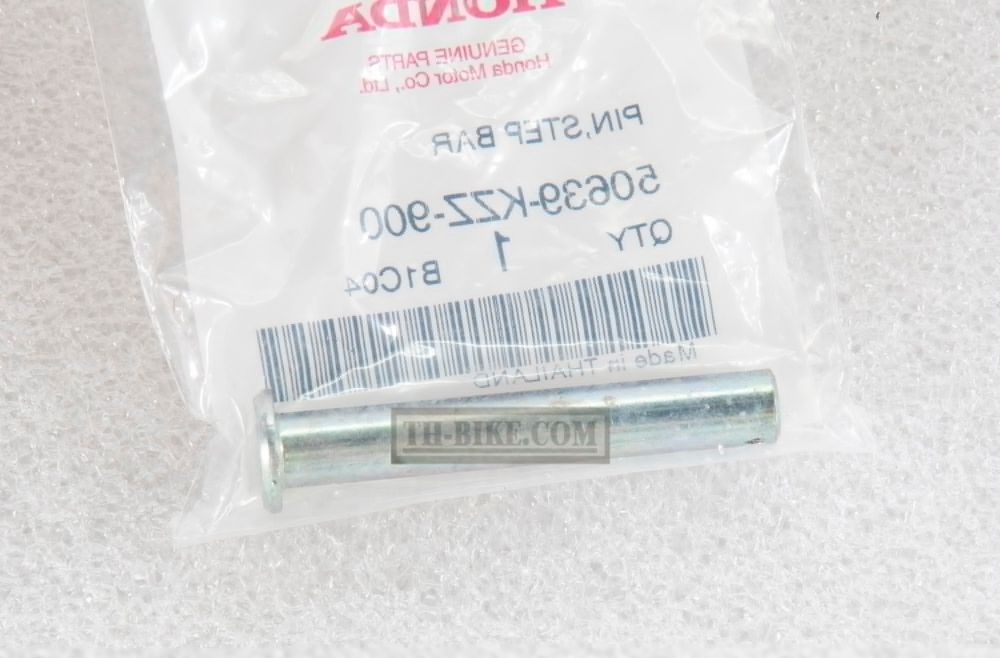 HONDA
GENUINE PARTS
Honda Motor Co., Ltd.
PIN,STEP BAR
50639-KZZ-900
QTY 1 B1C04
Made in THAILAND
TH-BIKE.COM